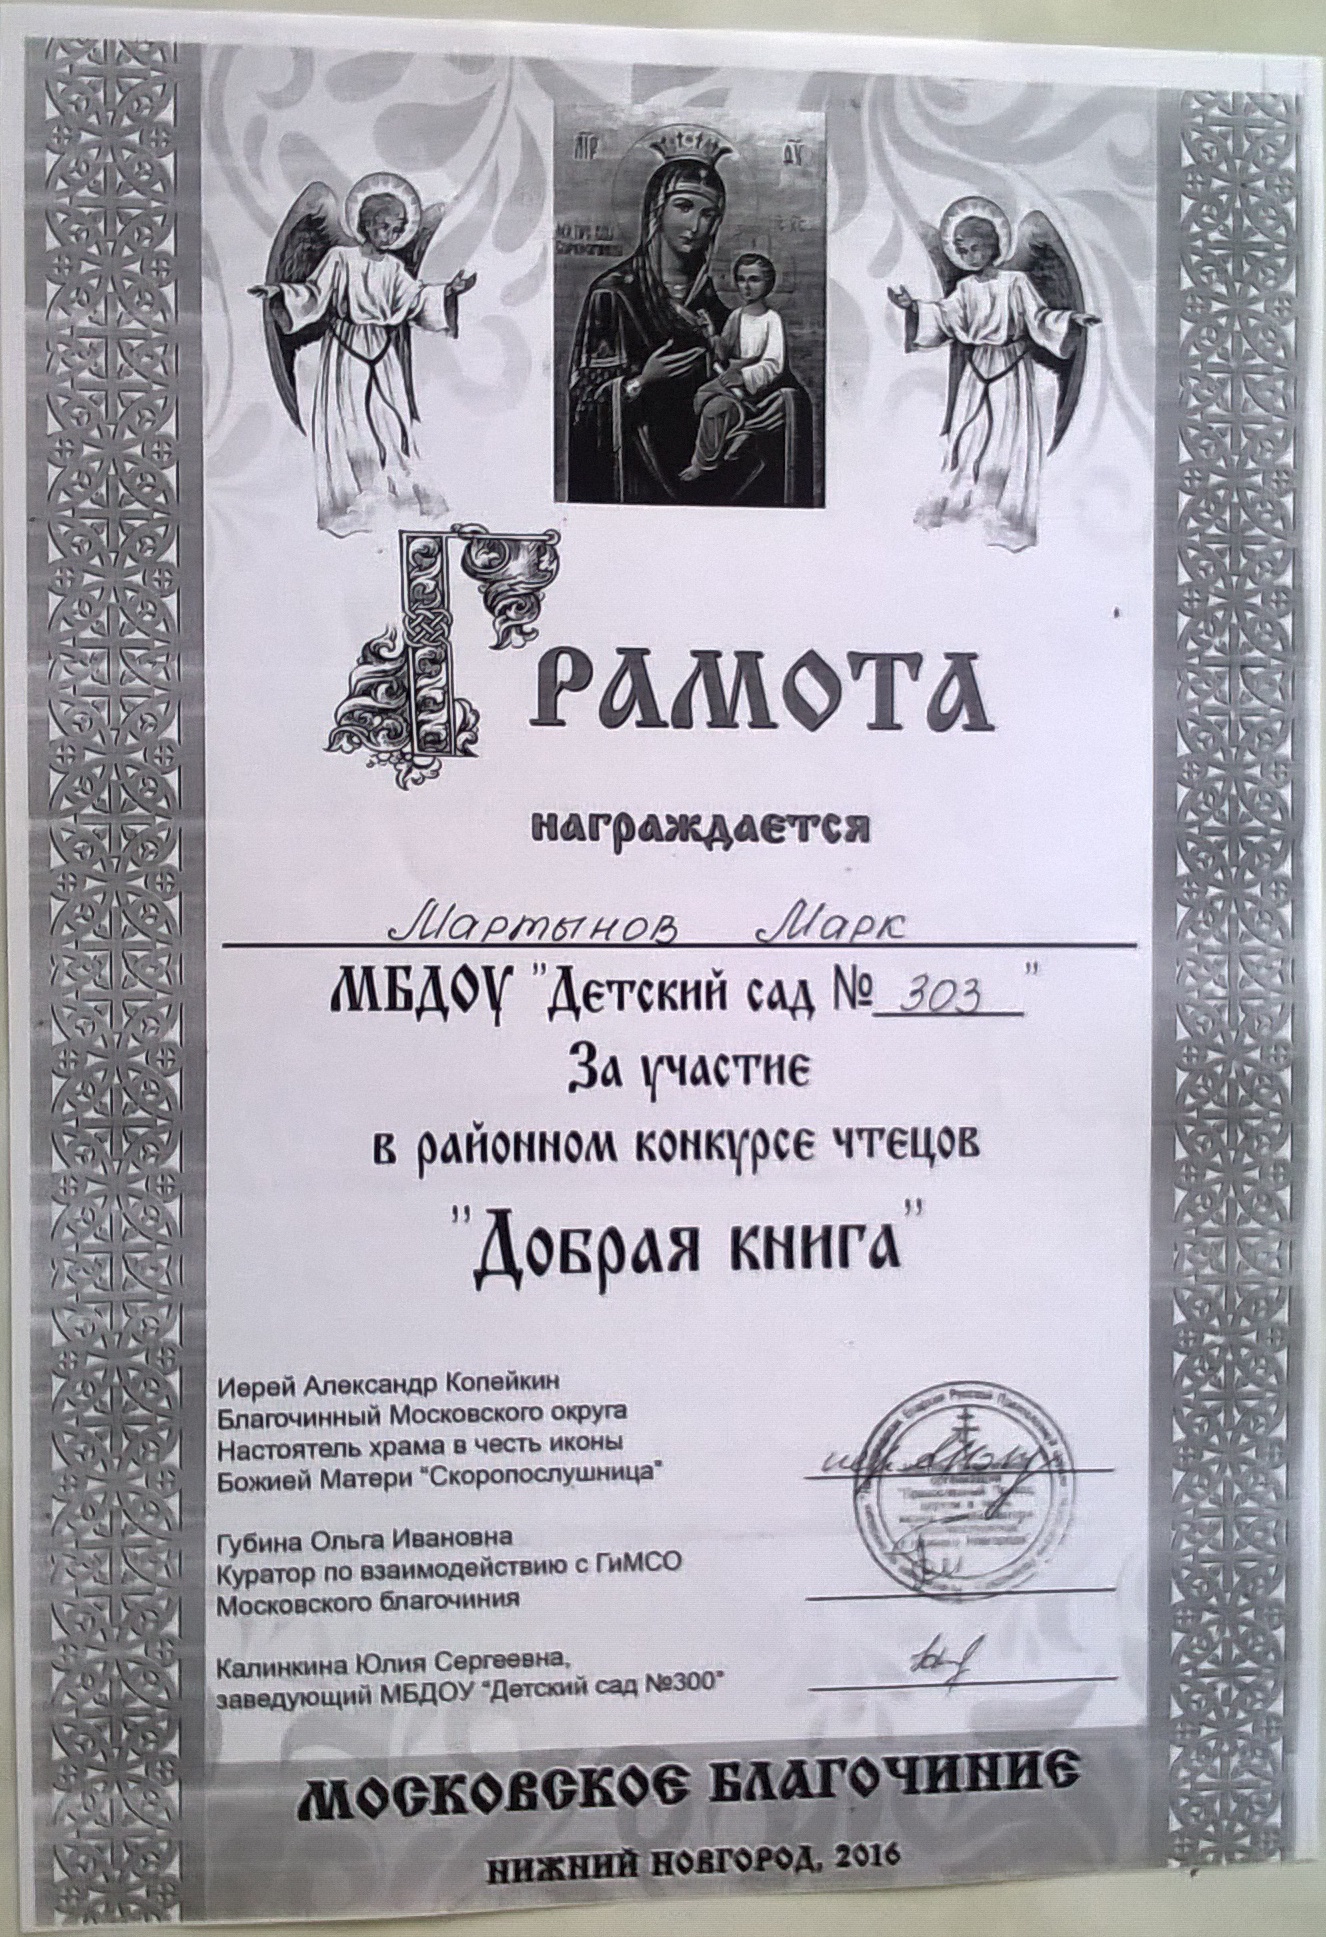 Грамота
награждается
Мартынов Марк
МБДОУ "Детский сад № 303"
За участие
в районном конкурсе чтецов
"Добрая книга"
Иерей Александр Копейкин
Благочинный Московского округа
Настоятель храма в честь иконы
Божией Матери "Скоропослушница"
Губина Ольга Ивановна
Куратор по взаимодействию с ГиМСО
Московского благочиния
Калинкина Юлия Сергеевна,
заведующий МБДОУ "Детский сад №300"
МОСКОВСКОЕ БЛАГОЧИНИЕ
НИЖНИЙ НОВГОРОД, 2016